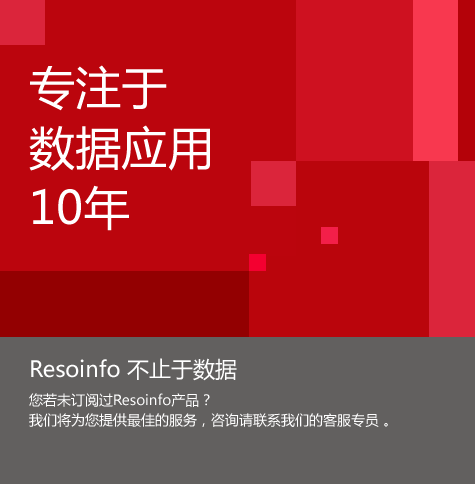 专注于
数据应用
10年
Resoinfo 不止于数据
您若未订阅过Resoinfo产品？
我们将为您提供最佳的服务，咨询请联系我们的客服专员 。